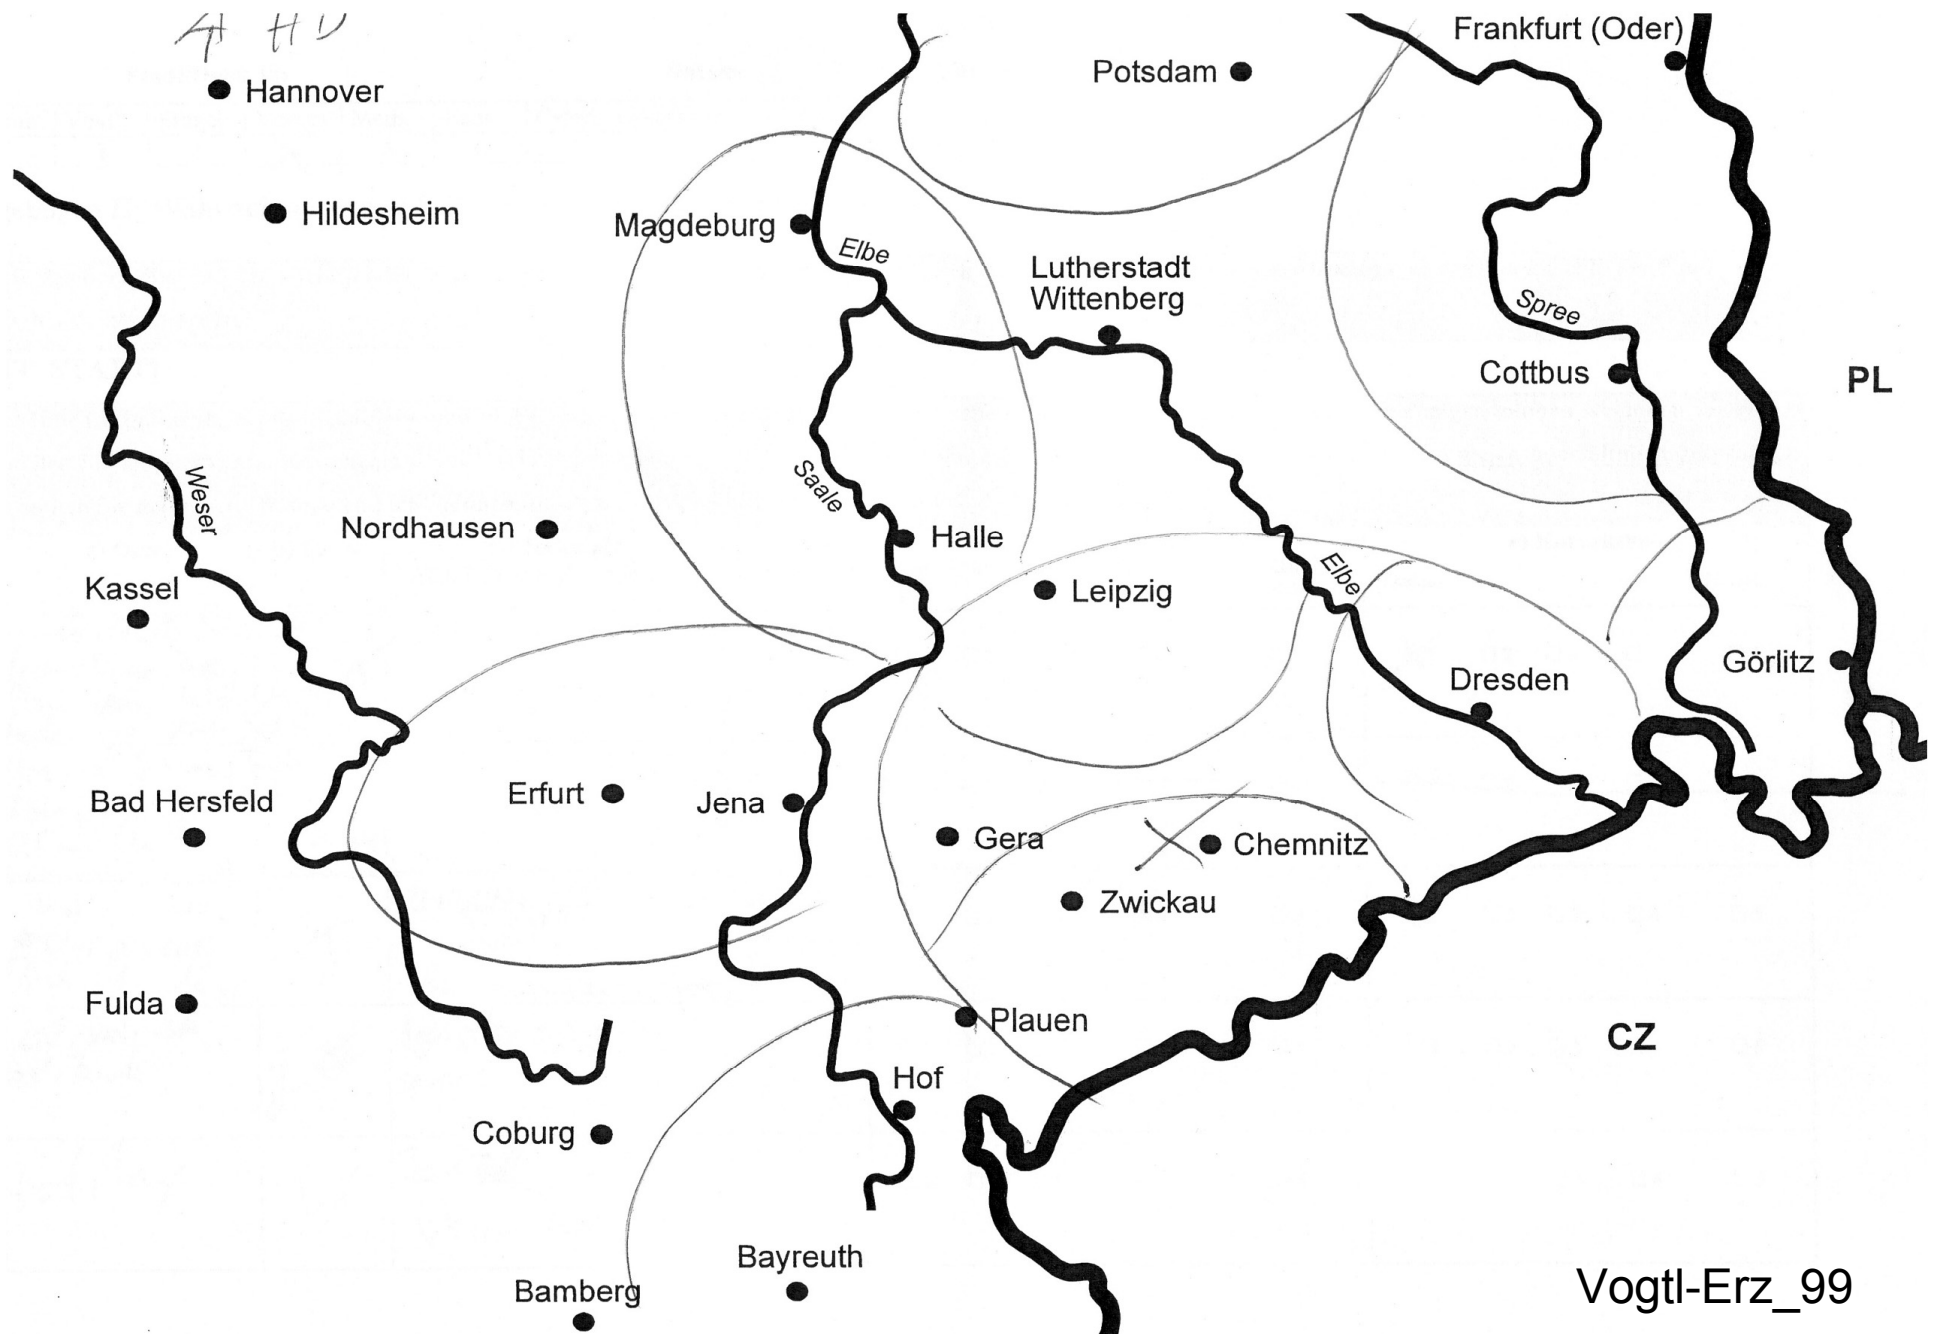 Frankfurt (Oder)
Potsdam
Hannover
Hildesheim
Magdeburg
Elbe
Lutherstadt
Wittenberg
Spree
Cottbus
PL
Weser
Saale
Nordhausen
Halle
Kassel
Leipzig
Elbe
Görlitz
Dresden
Erfurt
Jena
Bad Hersfeld
Gera
Chemnitz
Zwickau
Fulda
Plauen
CZ
Hof
Coburg
Bayreuth
Bamberg
Vogtl-Erz_99